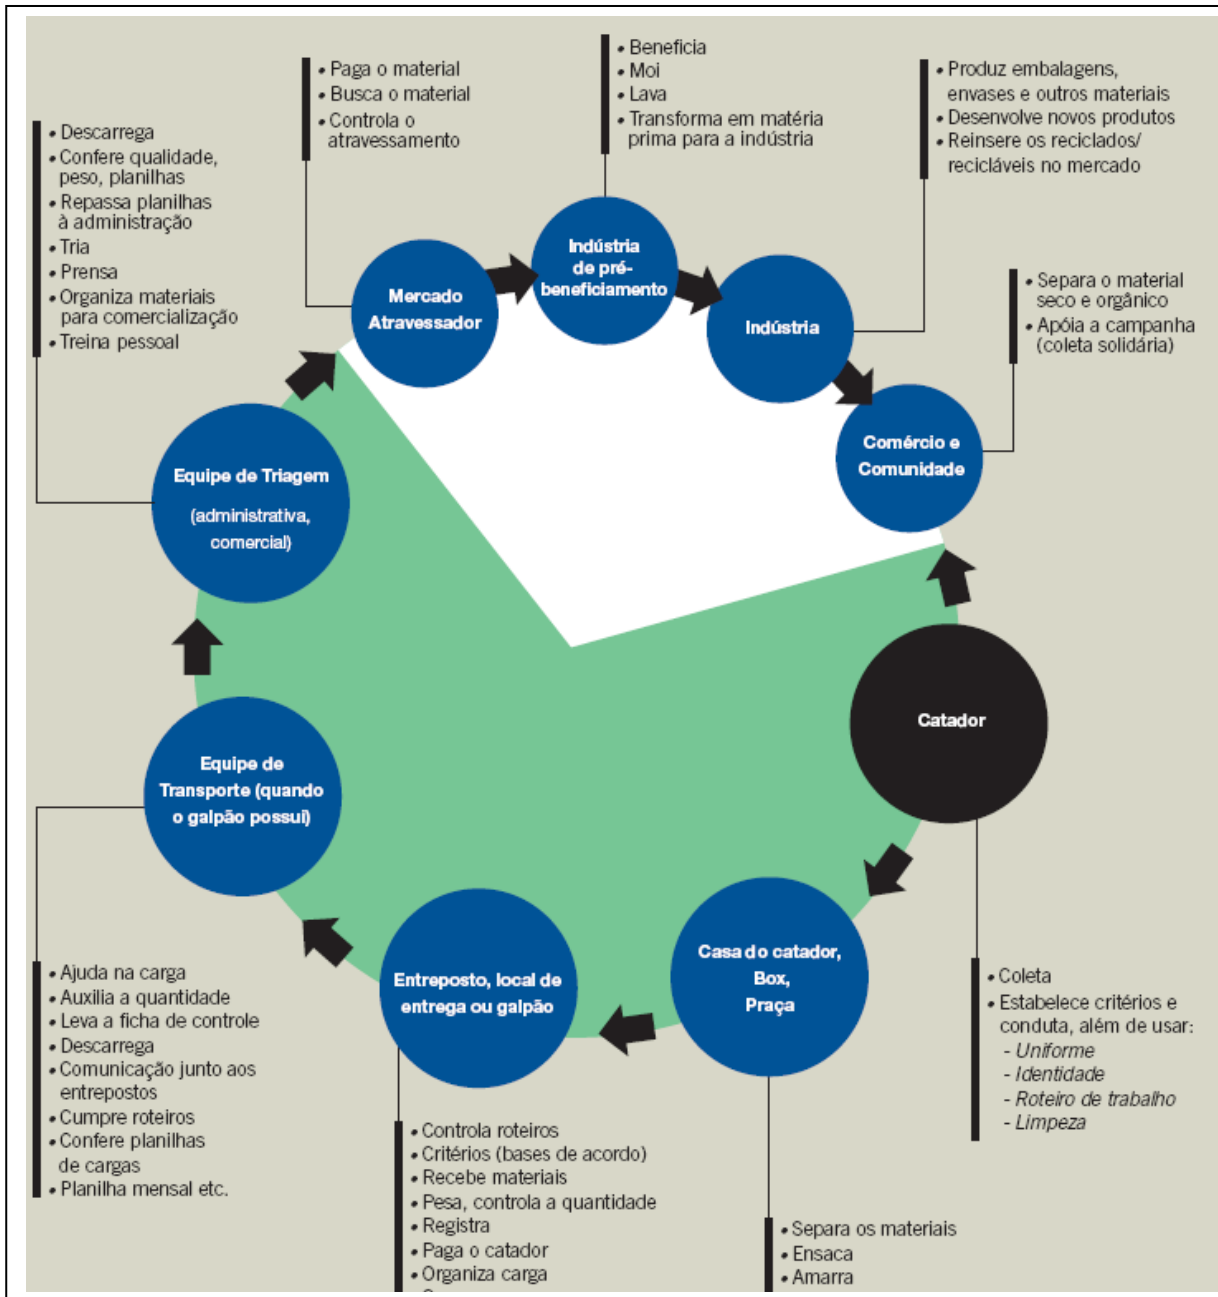 • Beneficia
• Moi
• Lava
• Transforma em matéria
prima para a indústria
• Paga o material
• Busca o material
• Controla o
atravessamento
• Produz embalagens,
envases e outros materiais
• Desenvolve novos produtos
• Reinsere os reciclados/
recicláveis no mercado
• Descarrega
• Confere qualidade,
peso, planilhas
• Repassa planilhas
à administração
• Tria
• Prensa
• Organiza materiais
para comercialização
• Treina pessoal
• Separa o material
seco e orgânico
• Apóia a campanha
(coleta solidária)
Mercado
Atravessador
Indústria
de pré-
beneficiamento
Indústria
Comércio e
Comunidade
Equipe de Triagem
(administrativa,
comercial)
Catador
Equipe de
Transporte (quando
o galpão possui)
Entreposto, local de
entrega ou galpão
Casa do catador,
Box,
Praça
• Ajuda na carga
• Auxilia a quantidade
• Leva a ficha de controle
• Descarrega
• Comunicação junto aos
entrepostos
• Cumpre roteiros
• Confere planilhas
de cargas
• Planilha mensal etc.
• Coleta
• Estabelece critérios e
conduta, além de usar:
- Uniforme
- Identidade
- Roteiro de trabalho
- Limpeza
• Controla roteiros
• Critérios (bases de acordo)
• Recebe materiais
• Pesa, controla a quantidade
• Registra
• Paga o catador
• Organiza carga
• Separa os materiais
• Ensaca
• Amarra